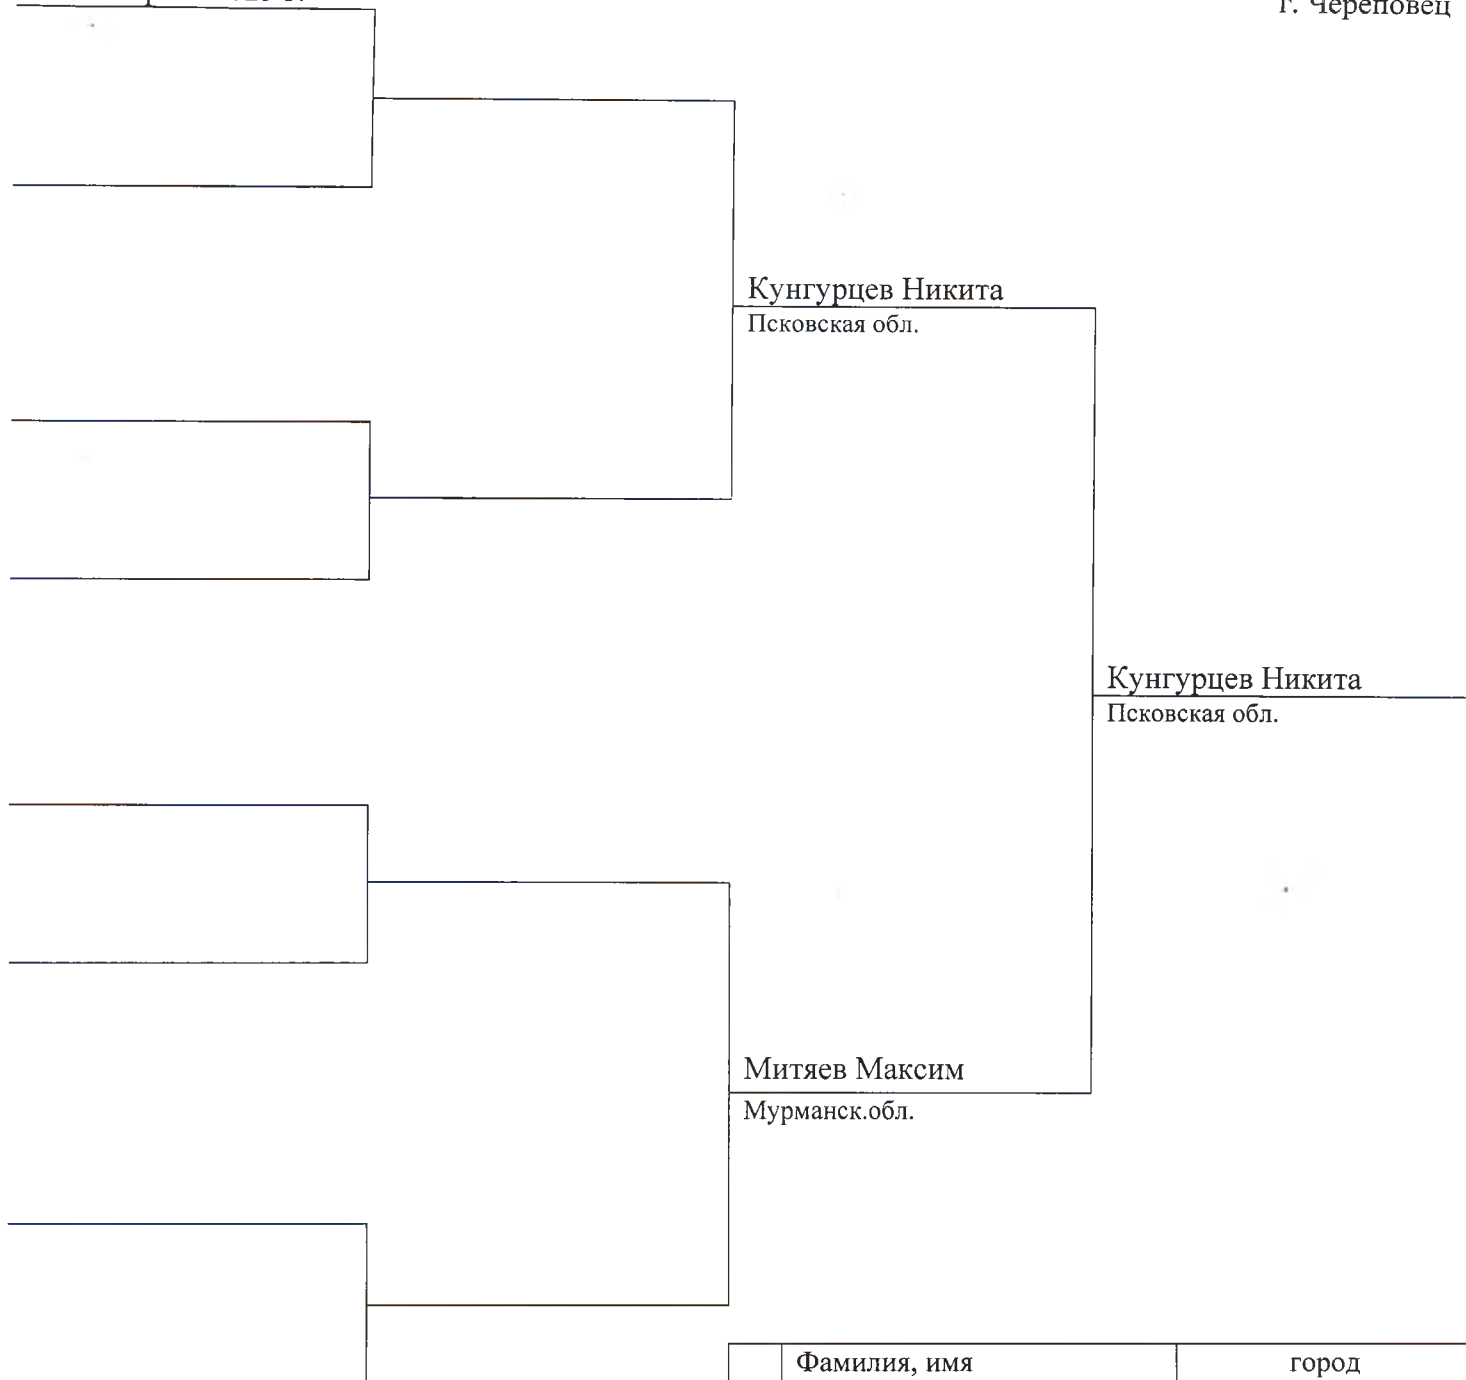 г. Череповец
Кунгурцев Никита
Псковская обл.
Кунгурцев Никита
Псковская обл.
Митяев Максим
Мурманск.обл.
Фамилия, имя город